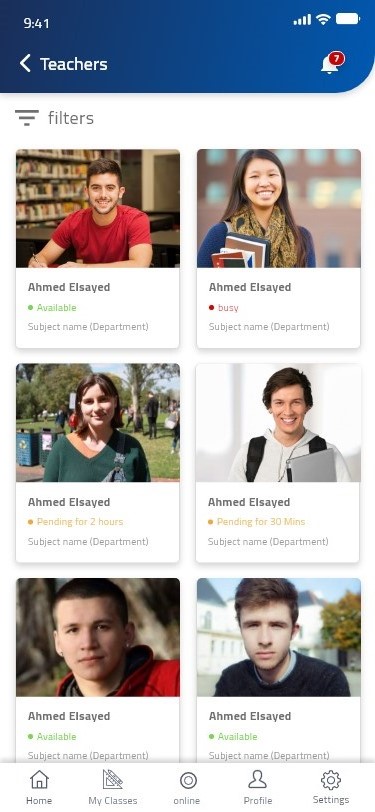 9:41
Teachers
7
filters
Ahmed Elsayed
Available
Subject name (Department)
Ahmed Elsayed
busy
Subject name (Department)
Ahmed Elsayed
Pending for 2 hours
Subject name (Department)
Ahmed Elsayed
Pending for 30 Mins
Subject name (Department)
Ahmed Elsayed
Available
Subject name (Department)
Ahmed Elsayed
Available
Subject name (Department)
Home
My Classes
online
Profile
Settings